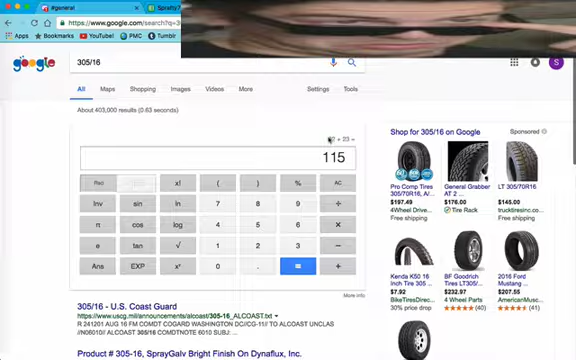 #general
Spratty7
https://www.google.com/search?q=3
Apps
Bookmarks
YouTube!
PMC
Twitter
Google
305/16
S
All
Maps
Shopping
Images
Videos
More
Settings
Tools
About 403,000 results (0.63 seconds)
+ 23 =
115
Rad
x!
(
)
%
AC
Inv
sin
ln
7
8
9
÷
π
cos
log
4
5
6
×
e
tan
√
1
2
3
−
Ans
EXP
xʸ
0
.
=
+
More info
305/16 - U.S. Coast Guard
https://www.uscg.mil/announcements/alcoast/305-16_ALCOAST.txt
R 241201 AUG 16 FM COMDT COGARD WASHINGTON DC//CG-11// TO ALCOAST UNCLAS
//N06010// ALCOAST 305/16 COMDTNOTE 6010 SUBJ: ...
Product # 305-16, SprayGalv Bright Finish On Dynaflux, Inc.
Shop for 305/16 on Google
Sponsored
Pro Comp Tires
305/70R16, A/
$197.49
4Wheel Drive
Free shipping
General Grabber
AT 2
$176.00
Tire Rack
LT 305/70R16
$145.00
trucktiresinc.co
Free shipping
Kenda K50 16
Inch Tire 305
$7.92
BikeTiresDirec
30% price drop
BF Goodrich
Tires LT305/
$232.97
4 Wheel Parts
(40)
2016 Ford
Mustang
$207.55
AmericanMusc
(41)